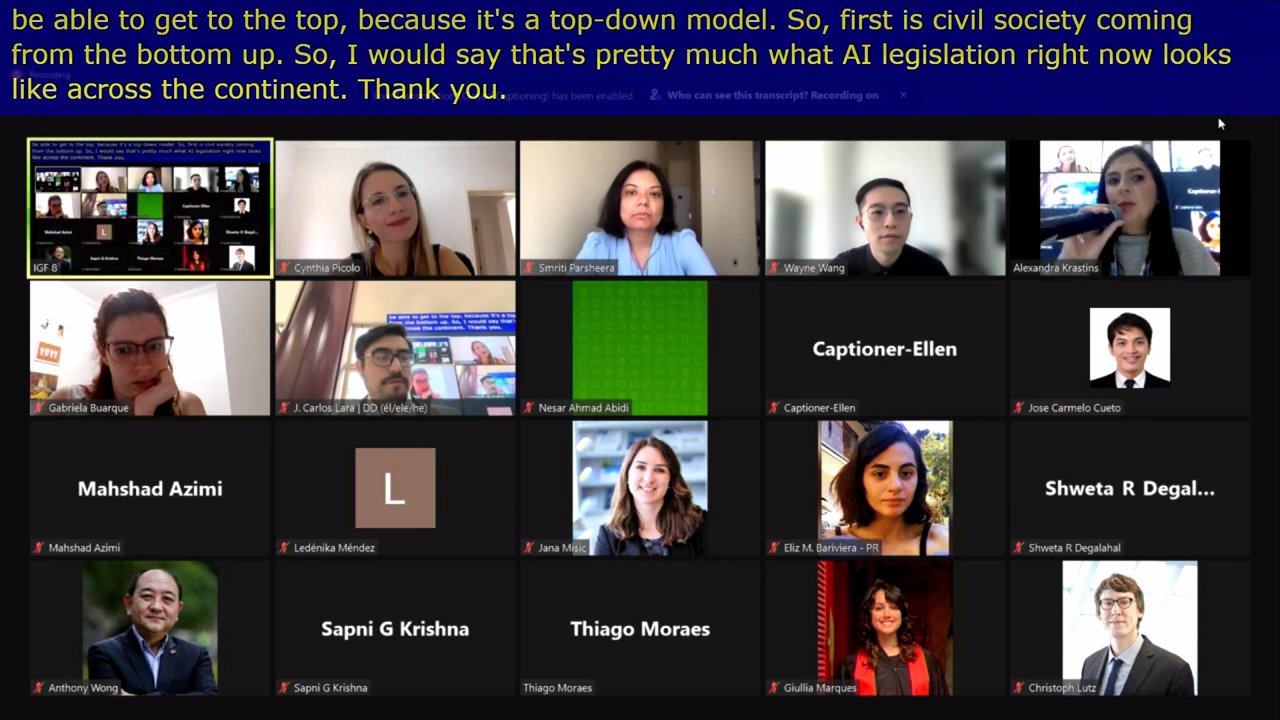 be able to get to the top, because it's a top-down model. So, first is civil society coming
from the bottom up. So, I would say that's pretty much what AI legislation right now looks
like across the continent. Thank you.
Recording
Captioning) has been enabled
Who can see this transcript? Recording on
IGF 8
Cynthia Picolo
Smriti Parsheera
Wayne Wang
Alexandra Krastins
Gabriela Buarque
J. Carlos Lara | DD (él/ele/he)
Nesar Ahmad Abidi
Captioner-Ellen
Captioner-Ellen
Jose Carmelo Cueto
Mahshad Azimi
Mahshad Azimi
L
Ledénika Méndez
Jana Misic
Eliz M. Bariviera - PR
Shweta R Degal...
Shweta R Degalahal
Anthony Wong
Sapni G Krishna
Sapni G Krishna
Thiago Moraes
Thiago Moraes
Giullia Marques
Christoph Lutz